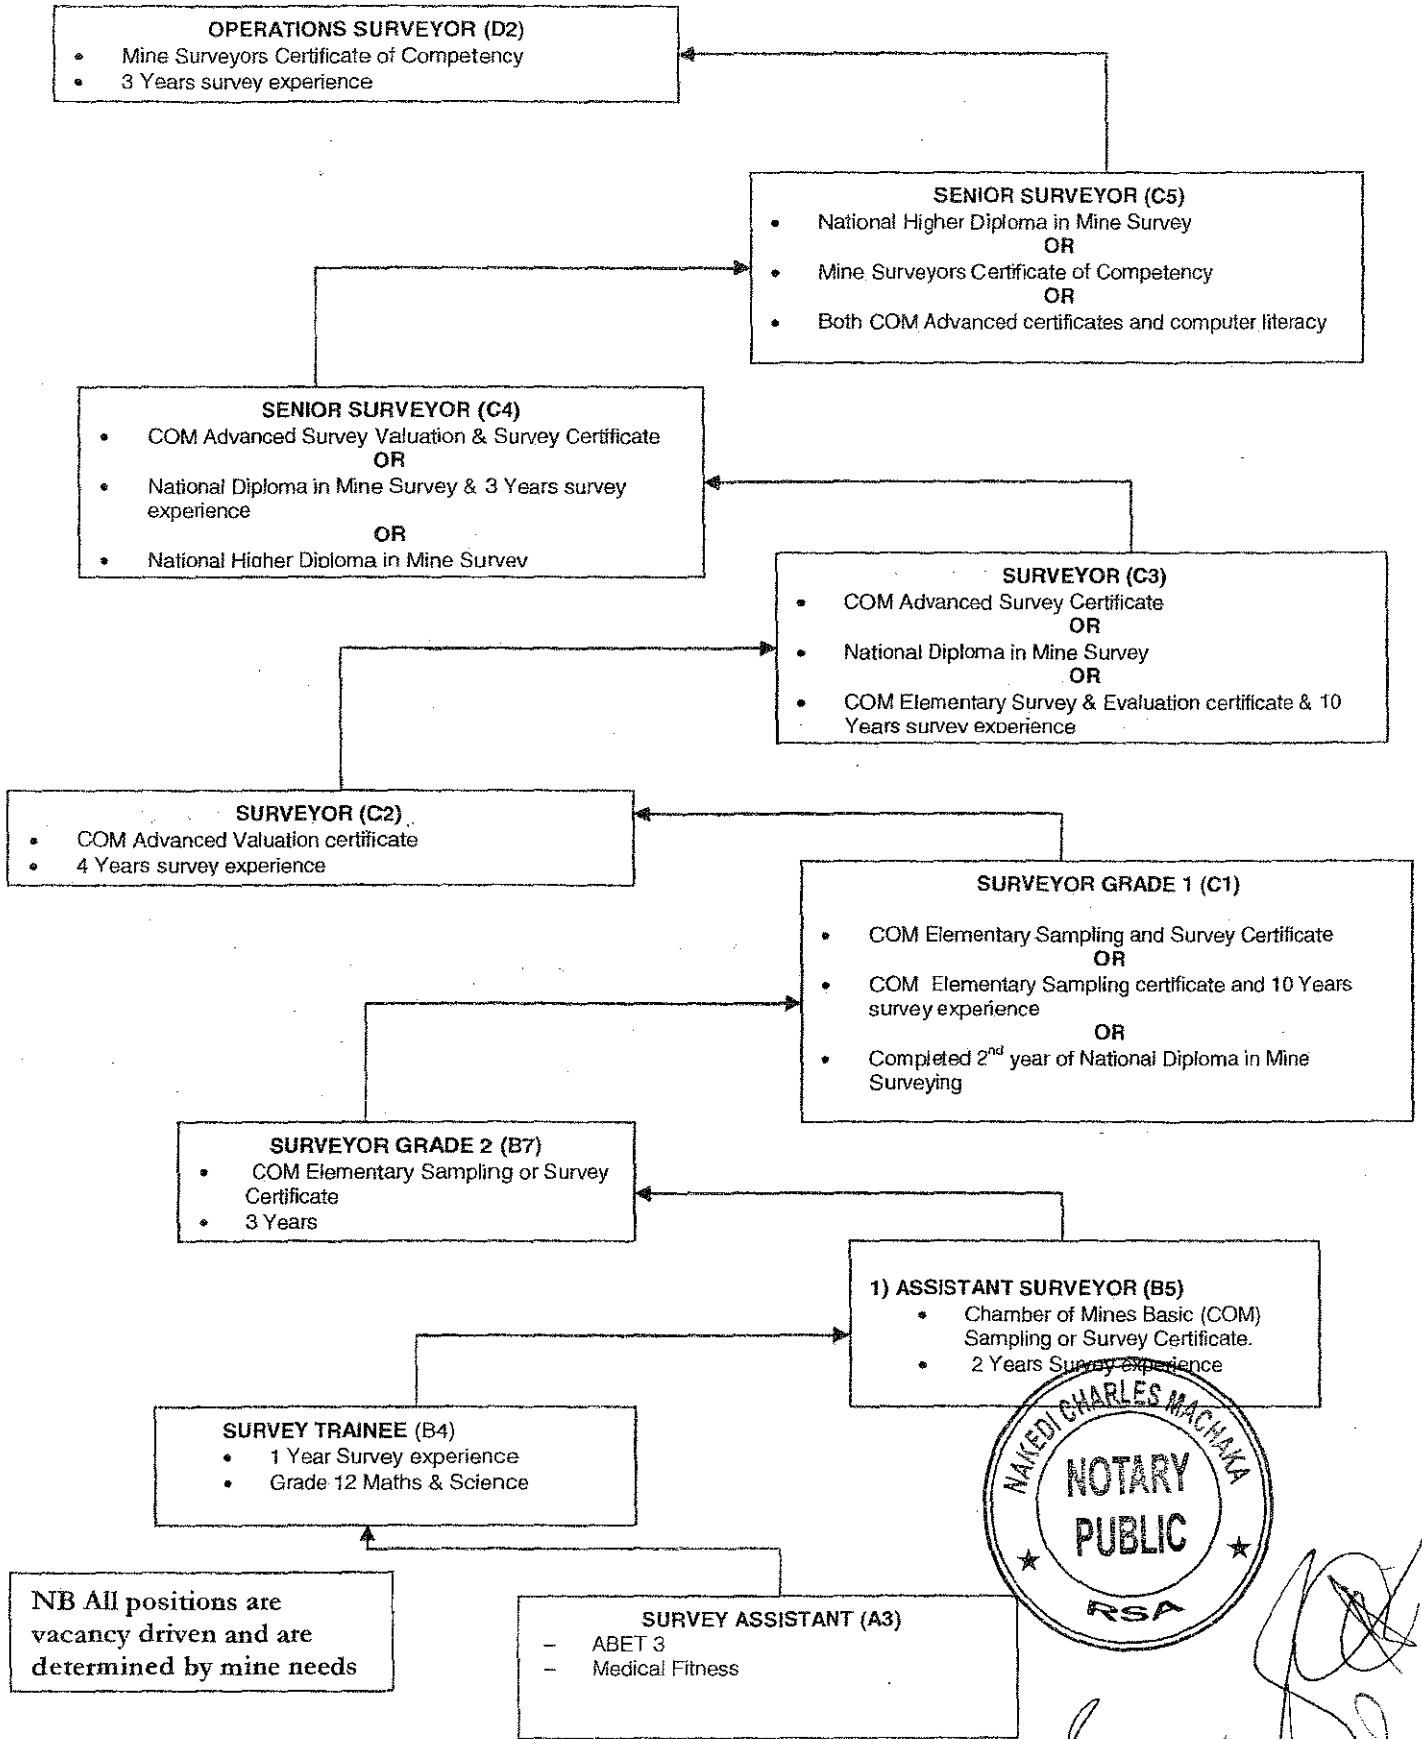 OPERATIONS SURVEYOR (D2)
• Mine Surveyors Certificate of Competency
• 3 Years survey experience
SENIOR SURVEYOR (C5)
• National Higher Diploma in Mine Survey
OR
• Mine Surveyors Certificate of Competency
OR
• Both COM Advanced certificates and computer literacy
SENIOR SURVEYOR (C4)
• COM Advanced Survey Valuation & Survey Certificate
OR
• National Diploma in Mine Survey & 3 Years survey
experience
OR
• National Higher Diploma in Mine Survey
SURVEYOR (C3)
• COM Advanced Survey Certificate
OR
• National Diploma in Mine Survey
OR
• COM Elementary Survey & Evaluation certificate & 10
Years survey experience
SURVEYOR (C2)
• COM Advanced Valuation certificate
• 4 Years survey experience
SURVEYOR GRADE 1 (C1)
• COM Elementary Sampling and Survey Certificate
OR
• COM Elementary Sampling certificate and 10 Years
survey experience
OR
• Completed 2nd year of National Diploma in Mine
Surveying
SURVEYOR GRADE 2 (B7)
• COM Elementary Sampling or Survey
Certificate
• 3 Years
1) ASSISTANT SURVEYOR (B5)
• Chamber of Mines Basic (COM)
Sampling or Survey Certificate.
• 2 Years Survey experience
SURVEY TRAINEE (B4)
• 1 Year Survey experience
• Grade 12 Maths & Science
NAKEDI CHARLES MACHAKA
NOTARY
PUBLIC
RSA
NB All positions are
vacancy driven and are
determined by mine needs
SURVEY ASSISTANT (A3)
– ABET 3
– Medical Fitness